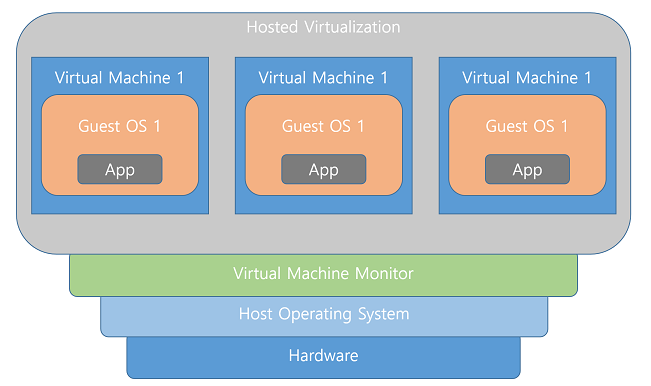 Hosted Virtualization
Virtual Machine 1
Virtual Machine 1
Virtual Machine 1
Guest OS 1
Guest OS 1
Guest OS 1
App
App
App
Virtual Machine Monitor
Host Operating System
Hardware